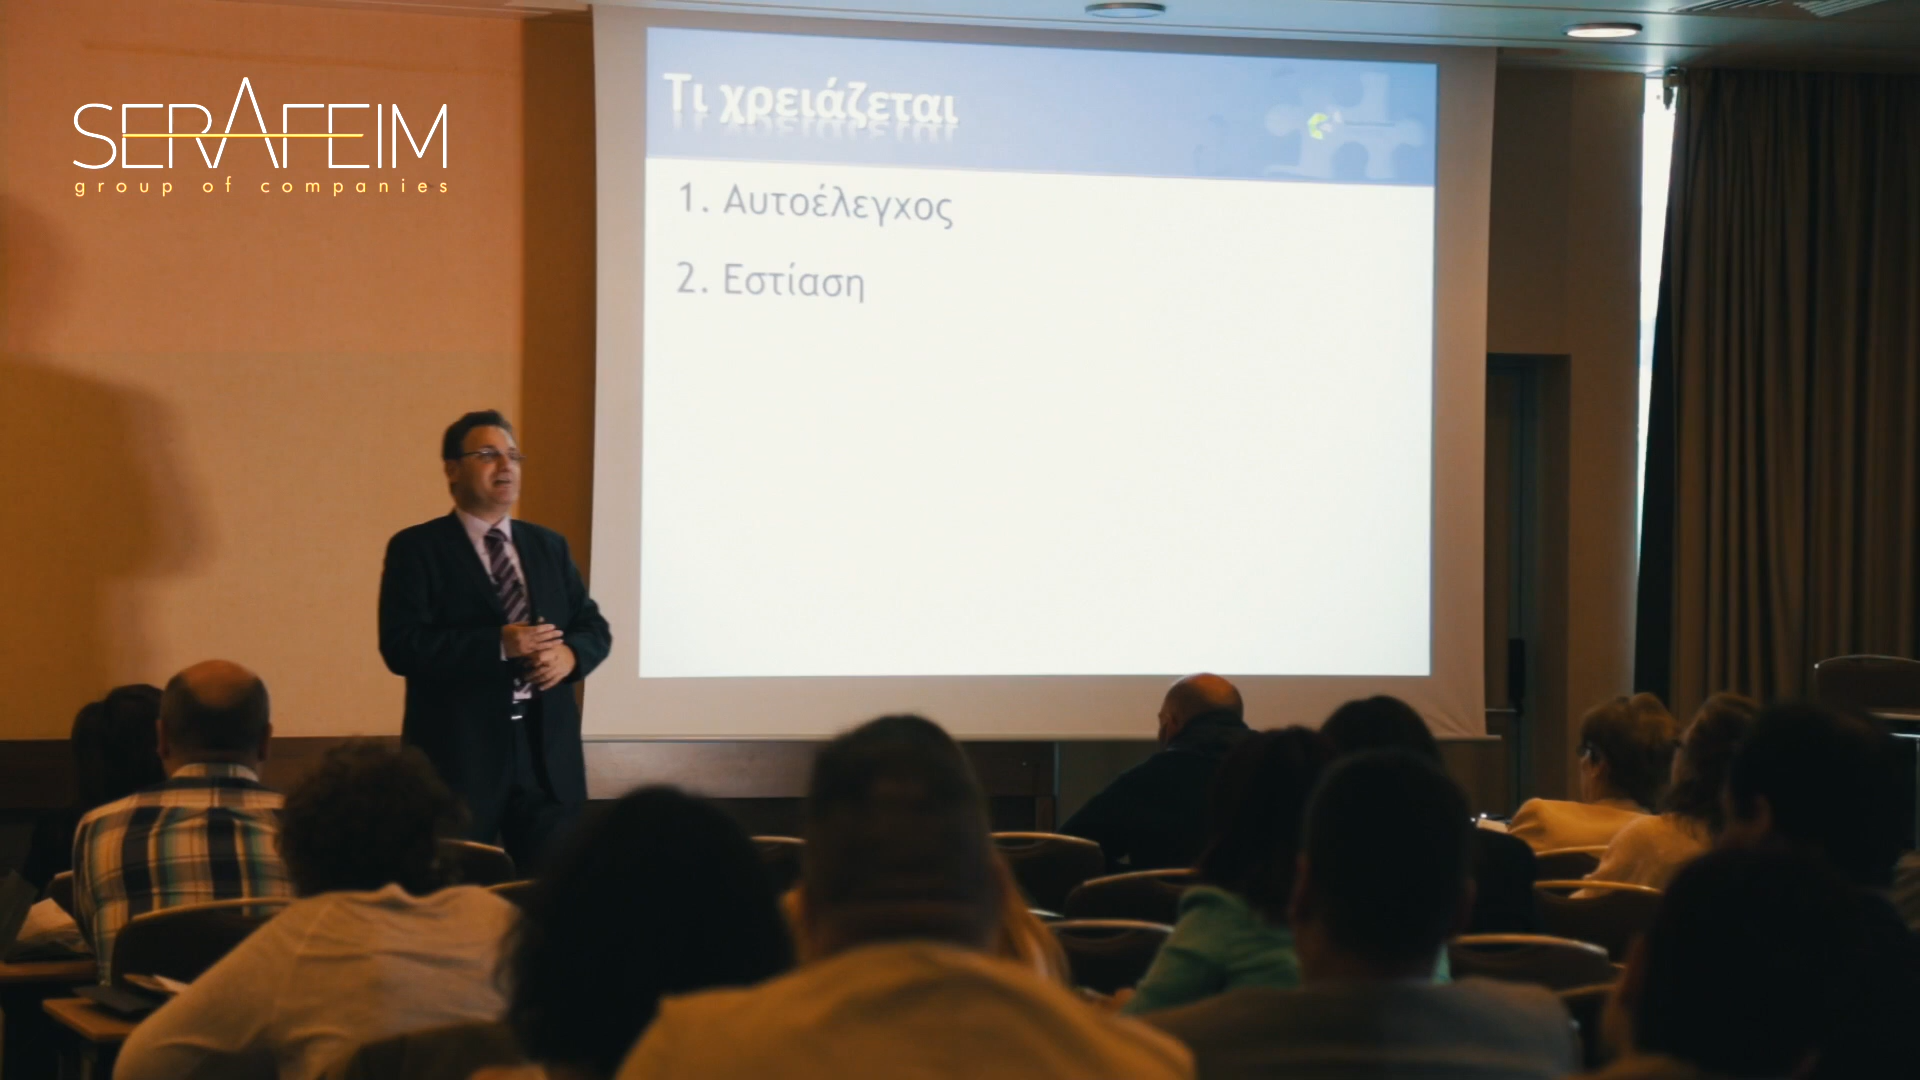 SERAFEIM
group of companies
Τι χρειάζεται
1. Αυτοέλεγχος
2. Εστίαση